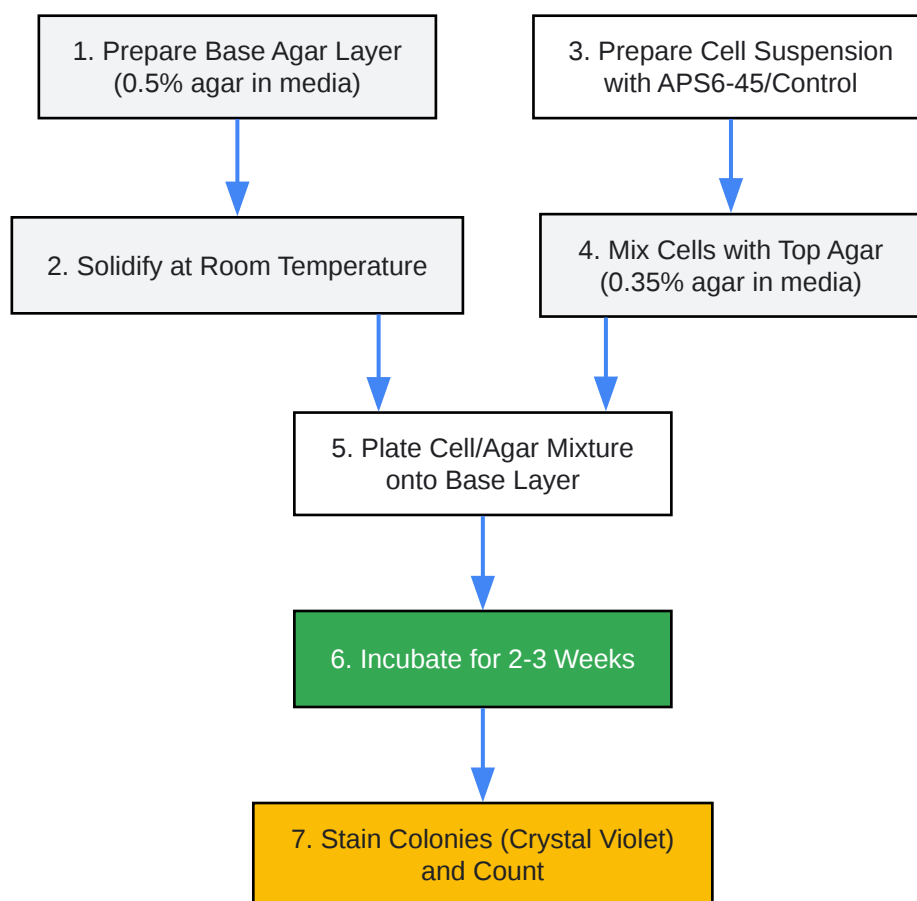 1. Prepare Base Agar Layer
(0.5% agar in media)
3. Prepare Cell Suspension
with APS6-45/Control
2. Solidify at Room Temperature
4. Mix Cells with Top Agar
(0.35% agar in media)
5. Plate Cell/Agar Mixture
onto Base Layer
6. Incubate for 2-3 Weeks
7. Stain Colonies (Crystal Violet)
and Count